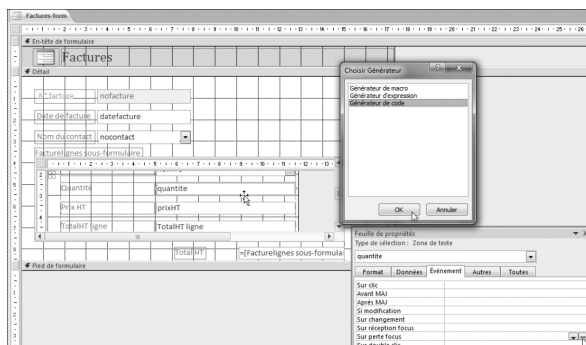 Factures-form
En-tête de formulaire
Factures
Détail
N° facture nofacture
Date de facture datefacture
Nom du contact nocontact
Facturelignes sous-formulaire
Quantité quantite
Prix HT prixHT
TotalHT ligne TotalHT ligne
Total HT =[Facturelignes sous-formulai
Pied de formulaire
Choisir Générateur
Générateur de macro
Générateur d'expression
Générateur de code
OK Annuler
Feuille de propriétés
Type de sélection : Zone de texte
quantite
Format Données Evénement Autres Toutes
Sur clic
Avant MAJ
Après MAJ
Si modification
Sur changement
Sur réception focus
Sur perte focus
Sur double clic